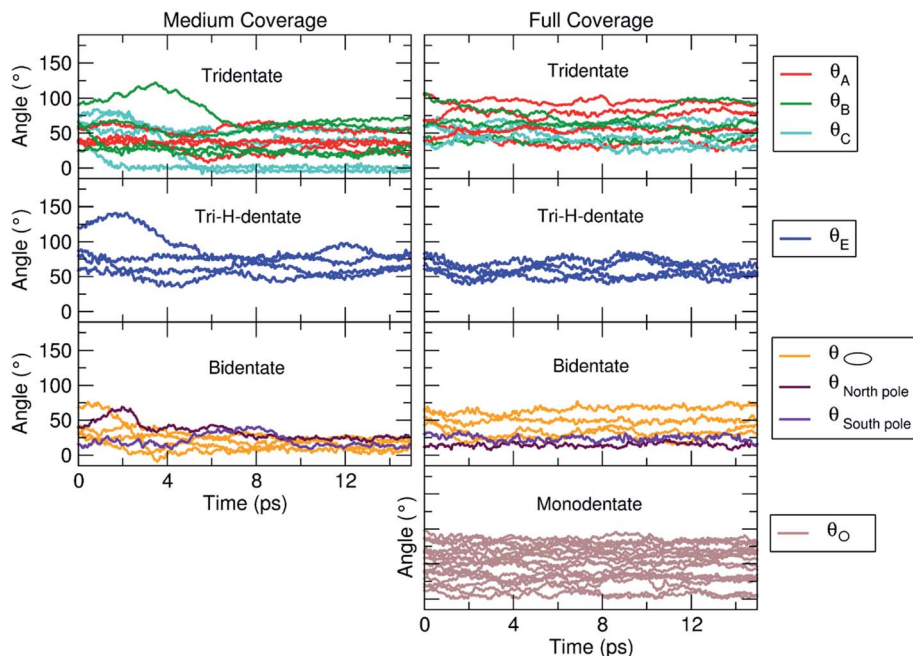 Medium Coverage
Full Coverage
Angle (°)
150
100
50
0
Tridentate
Tridentate
θA
θB
θC
Angle (°)
150
100
50
0
Tri-H-dentate
Tri-H-dentate
θE
Angle (°)
150
100
50
0
Bidentate
Bidentate
θ
θNorth pole
θSouth pole
0 4 8 12
Time (ps)
Angle (°)
Monodentate
θ
0 4 8 12
Time (ps)